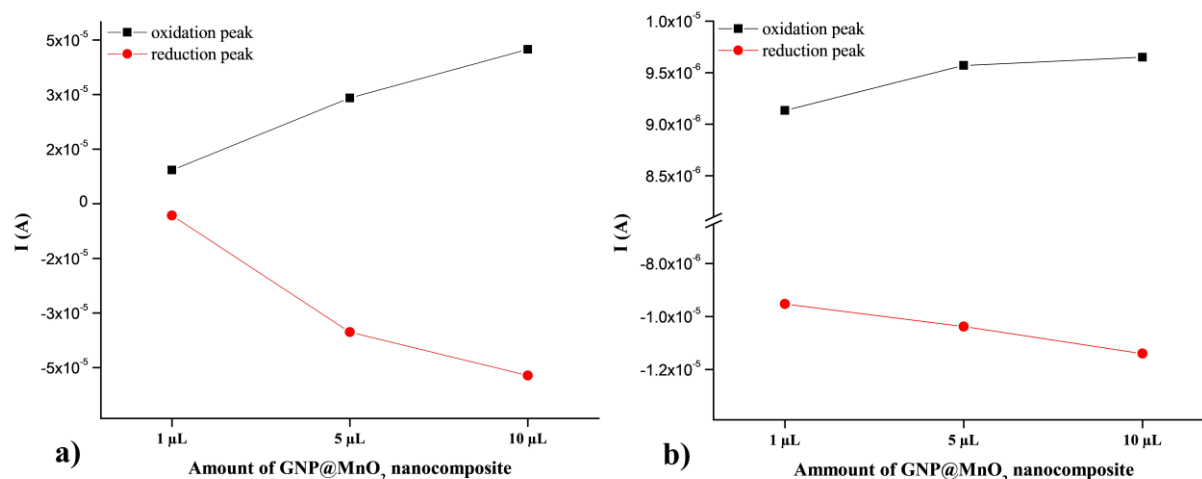 oxidation peak
reduction peak
5x10⁻⁵
3x10⁻⁵
2x10⁻⁵
0
-2x10⁻⁵
-3x10⁻⁵
-5x10⁻⁵
I (A)
1 µL
5 µL
10 µL
a)
Amount of GNP@MnO₂ nanocomposite
oxidation peak
reduction peak
1.0x10⁻⁵
9.5x10⁻⁶
9.0x10⁻⁶
8.5x10⁻⁶
-8.0x10⁻⁶
-1.0x10⁻⁵
-1.2x10⁻⁵
I (A)
1 µL
5 µL
10 µL
b)
Ammount of GNP@MnO₂ nanocomposite